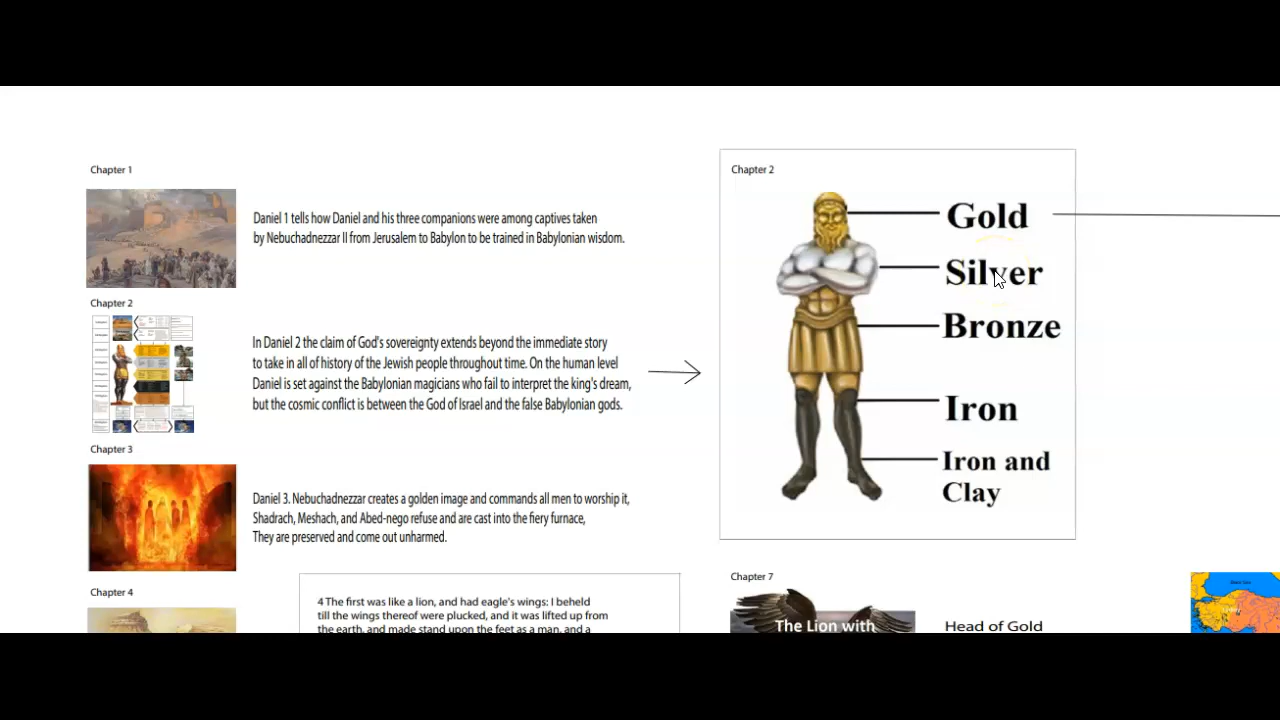 Chapter 1
Daniel 1 tells how Daniel and his three companions were among captives taken
by Nebuchadnezzar II from Jerusalem to Babylon to be trained in Babylonian wisdom.
Chapter 2
In Daniel 2 the claim of God's sovereignty extends beyond the immediate story
to take in all of history of the Jewish people throughout time. On the human level
Daniel is set against the Babylonian magicians who fail to interpret the king's dream,
but the cosmic conflict is between the God of Israel and the false Babylonian gods.
Chapter 3
Daniel 3. Nebuchadnezzar creates a golden image and commands all men to worship it,
Shadrach, Meshach, and Abed-nego refuse and are cast into the fiery furnace,
They are preserved and come out unharmed.
Chapter 4
4 The first was like a lion, and had eagle's wings: I beheld
till the wings thereof were plucked, and it was lifted up from
the earth, and made stand upon the feet as a man, and a
Chapter 2
Gold
Silver
Bronze
Iron
Iron and
Clay
Chapter 7
The Lion with
Head of Gold